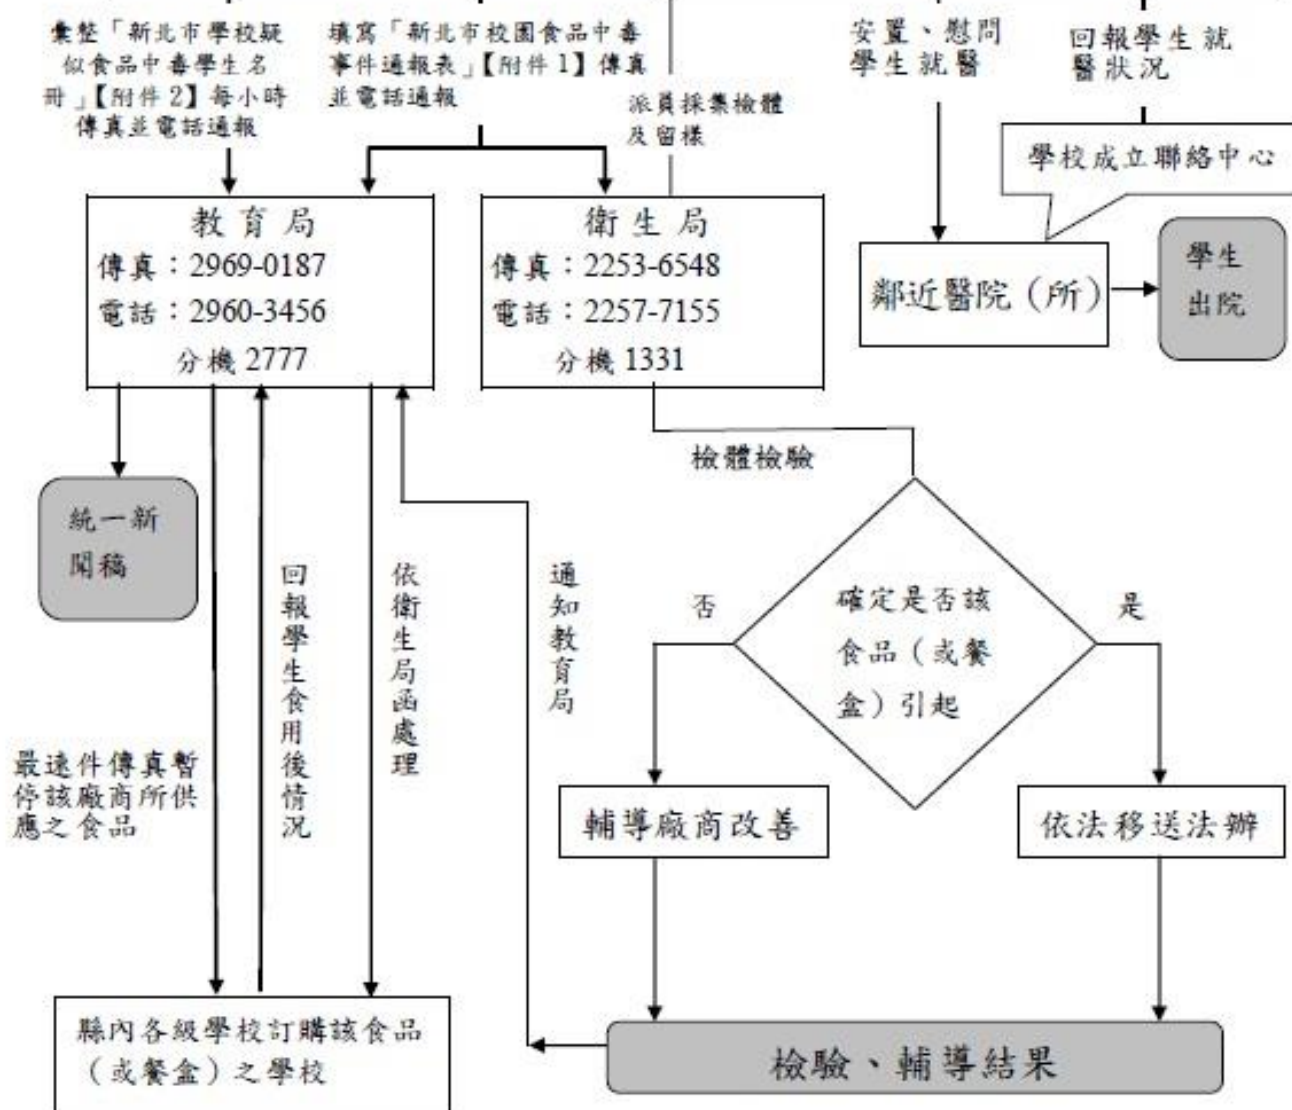 彙整「新北市學校疑
似食品中毒學生名
冊」【附件2】每小時
傳真並電話通報
填寫「新北市校園食品中毒
事件通報表」【附件1】傳真
並電話通報
派員採集檢體
及留樣
安置、慰問
學生就醫
回報學生就
醫狀況
學校成立聯絡中心
教育局
傳真：2969-0187
電話：2960-3456
分機 2777
衛生局
傳真：2253-6548
電話：2257-7155
分機 1331
鄰近醫院（所）
學生
出院
檢體檢驗
統一新
聞稿
回報學生食用後情況
依衛生局函處理
通知教育局
否
確定是否該
食品（或餐
盒）引起
是
最速件傳真暫
停該廠商所供
應之食品
輔導廠商改善
依法移送法辦
縣內各級學校訂購該食品
（或餐盒）之學校
檢驗、輔導結果